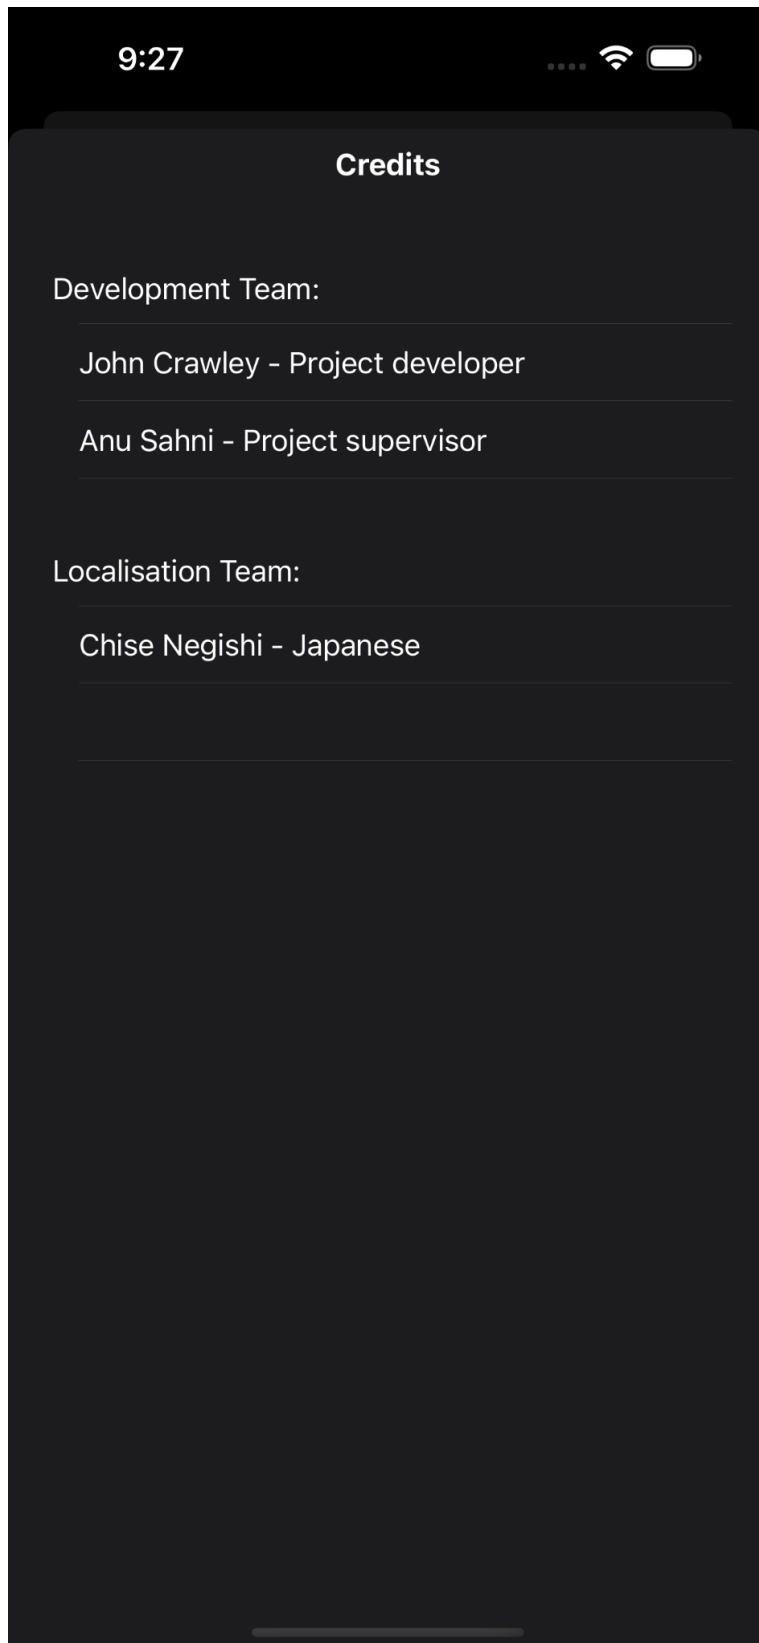 9:27
Credits
Development Team:
John Crawley - Project developer
Anu Sahni - Project supervisor
Localisation Team:
Chise Negishi - Japanese